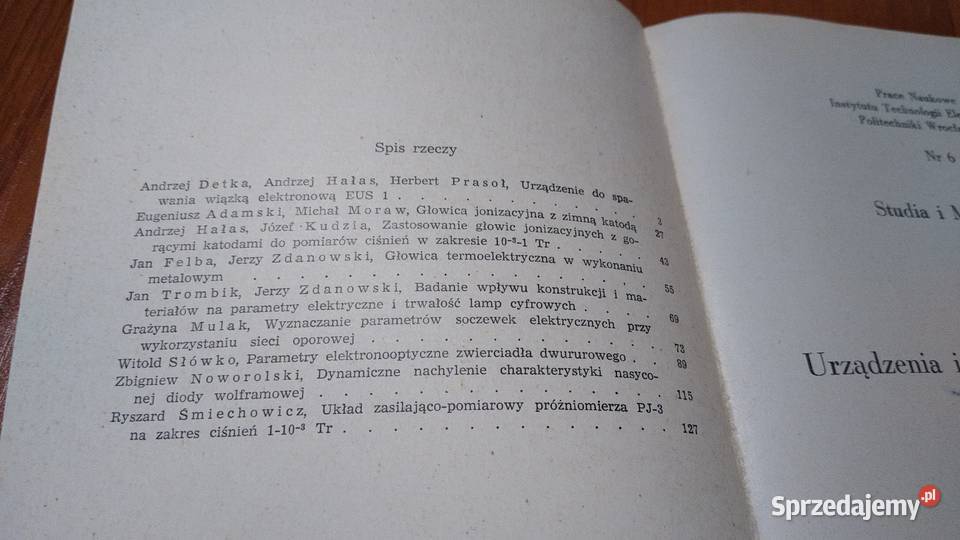 Spis rzeczy
Andrzej Detka, Andrzej Hałas, Herbert Prasoł, Urządzenie do spa-
wania wiązką elektronową EUS 1 . . . . . . . . . . . . 3
Eugeniusz Adamski, Michał Moraw, Głowica jonizacyjna z zimną katodą 27
Andrzej Hałas, Józef Kudzia, Zastosowanie głowic jonizacyjnych z go-
rącymi katodami do pomiarów ciśnień w zakresie 10-³-1 Tr . . . . . 43
Jan Felba, Jerzy Zdanowski, Głowica termoelektryczna w wykonaniu
metalowym . . . . . . . . . . . . . . . . 55
Jan Trombik, Jerzy Zdanowski, Badanie wpływu konstrukcji i ma-
teriałów na parametry elektryczne i trwałość lamp cyfrowych . . . . 69
Grażyna Mulak, Wyznaczanie parametrów soczewek elektrycznych przy
wykorzystaniu sieci oporowej . . . . . . . . . . . . 73
Witold Słówko, Parametry elektronooptyczne zwierciadła dwururowego . . 89
Zbigniew Noworolski, Dynamiczne nachylenie charakterystyki nasyco-
nej diody wolframowej . . . . . . . . . . . . . . 115
Ryszard Śmiechowicz, Układ zasilająco-pomiarowy próżniomierza PJ-3
na zakres ciśnień 1-10-³ Tr . . . . . . . . . . . . . 127
Prace Naukowe
Instytutu Technologii Ele
Politechniki Wrocł
Nr 6
Studia i M
Urządzenia i
Sprzedajemy.pl